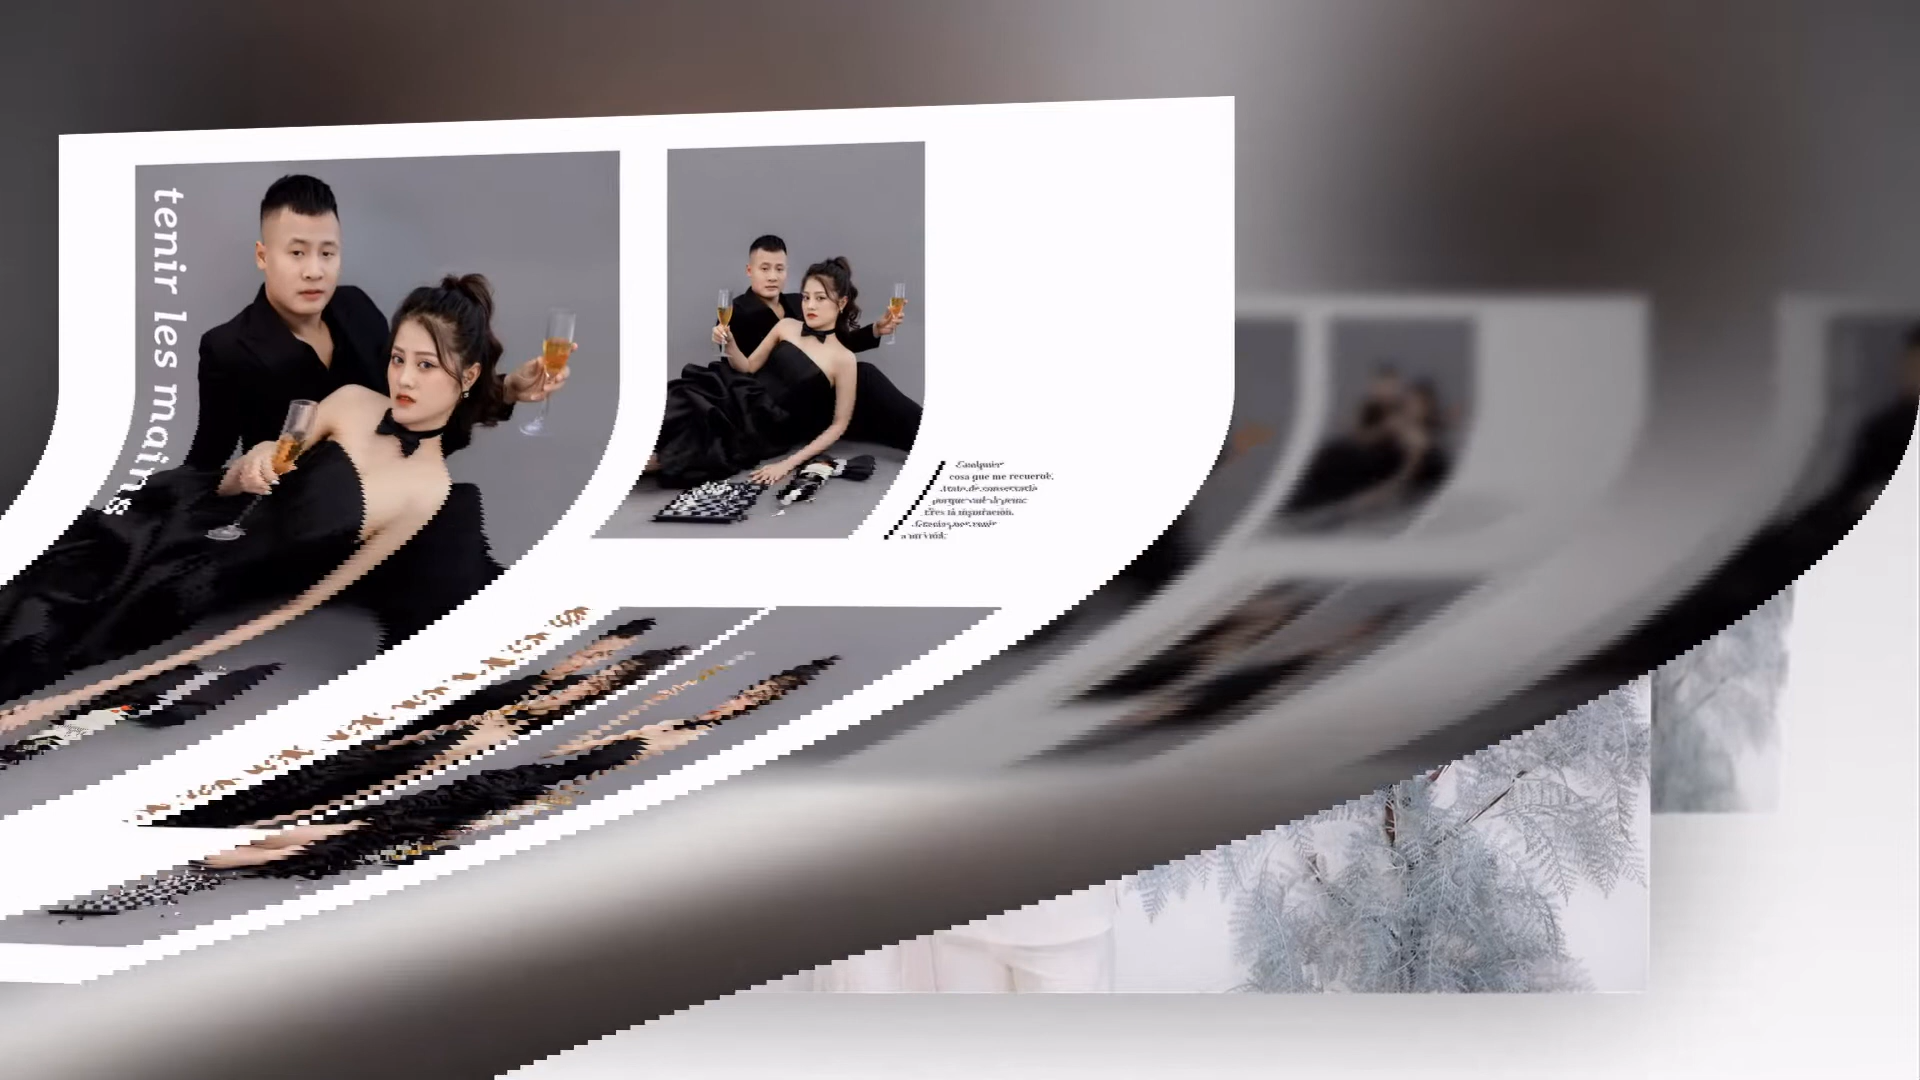 tenir les mains
Cualquier
cosa que me recuerde,
trato de conservarla
porque vale la pena.
Eres la inspiración.
Gracias por venir
a mi vida.